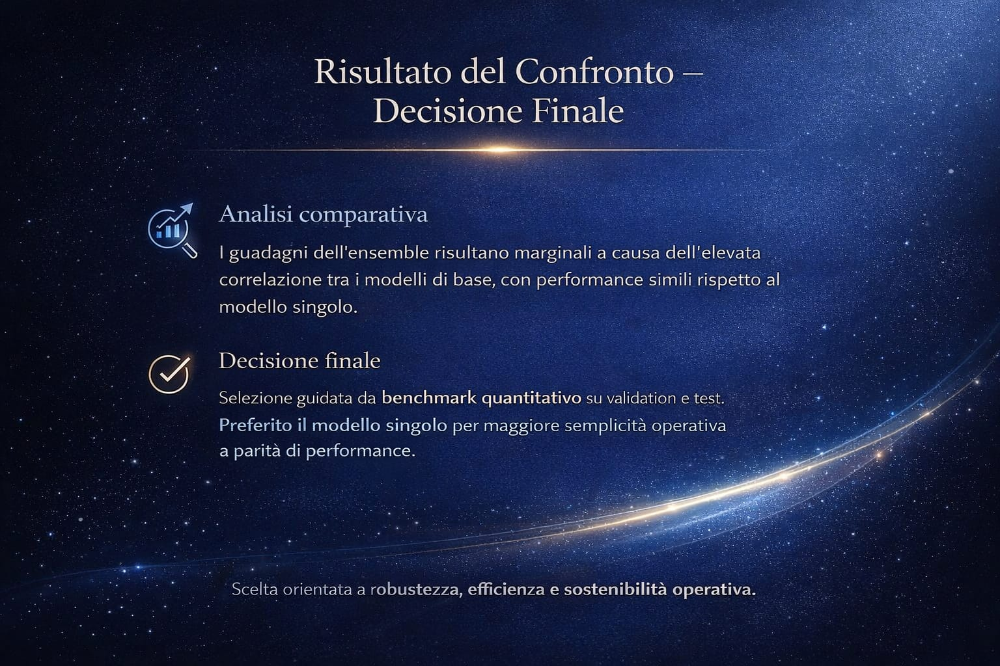 Risultato del Confronto –
Decisione Finale
Analisi comparativa
I guadagni dell'ensemble risultano marginali a causa dell'elevata
correlazione tra i modelli di base, con performance simili rispetto al
modello singolo.
Decisione finale
Selezione guidata da benchmark quantitativo su validation e test.
Preferito il modello singolo per maggiore semplicità operativa
a parità di performance.
Scelta orientata a robustezza, efficienza e sostenibilità operativa.